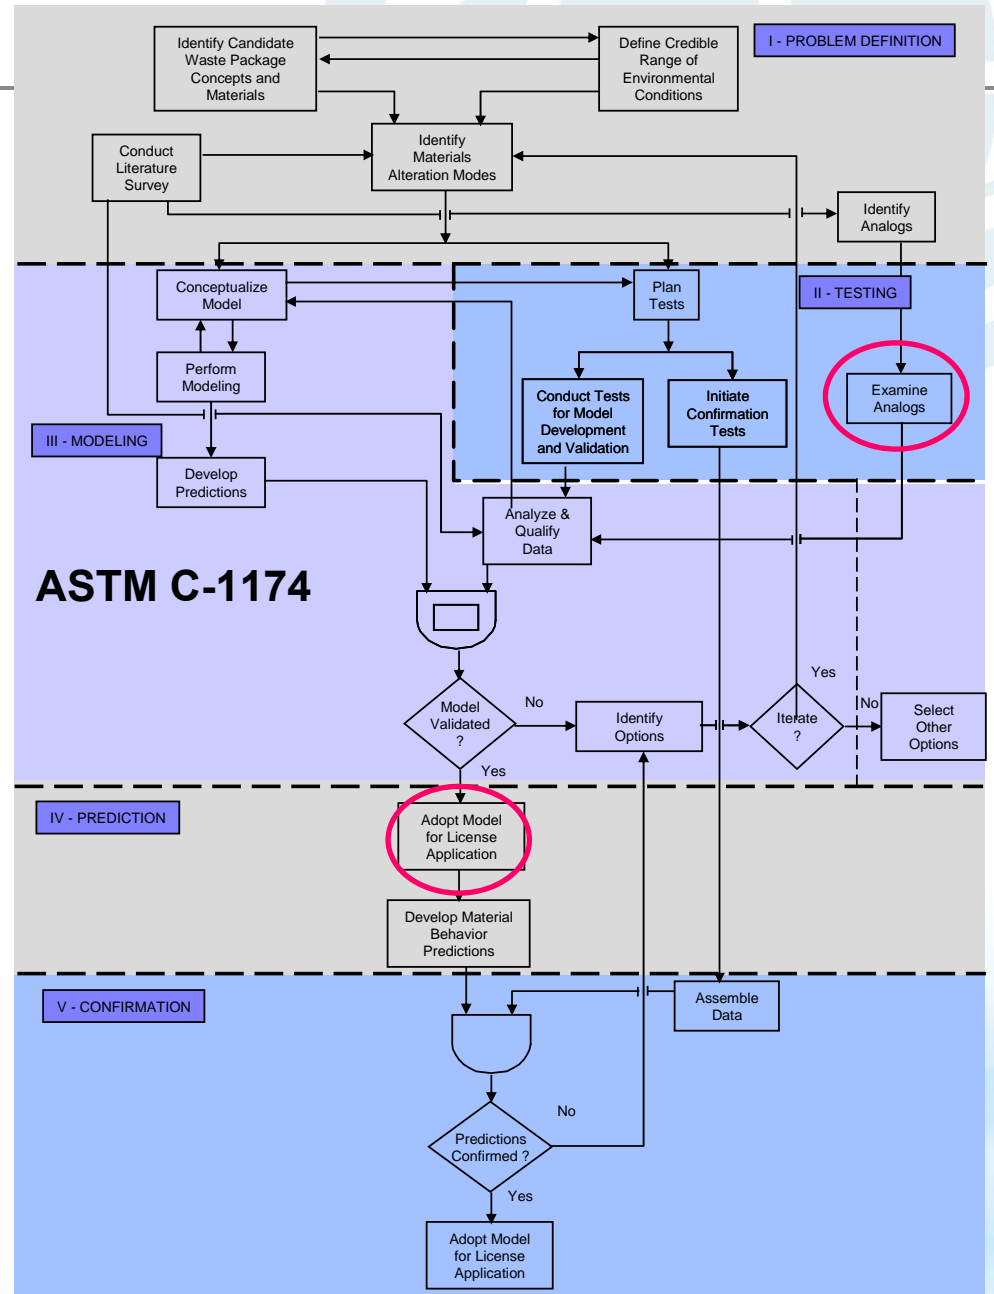 Identify Candidate
Waste Package
Concepts and
Materials
Define Credible
Range of
Environmental
Conditions
I - PROBLEM DEFINITION
Conduct
Literature
Survey
Identify
Materials
Alteration Modes
Identify
Analogs
Conceptualize
Model
Plan
Tests
II - TESTING
Perform
Modeling
Conduct Tests
for Model
Development
and Validation
Initiate
Confirmation
Tests
Examine
Analogs
III - MODELING
Develop
Predictions
Analyze &
Qualify
Data
ASTM C-1174
Model
Validated
?
No
Yes
Identify
Options
Iterate
?
Yes
No
Select
Other
Options
IV - PREDICTION
Adopt Model
for License
Application
Develop Material
Behavior
Predictions
V - CONFIRMATION
Assemble
Data
Predictions
Confirmed ?
No
Yes
Adopt Model
for License
Application